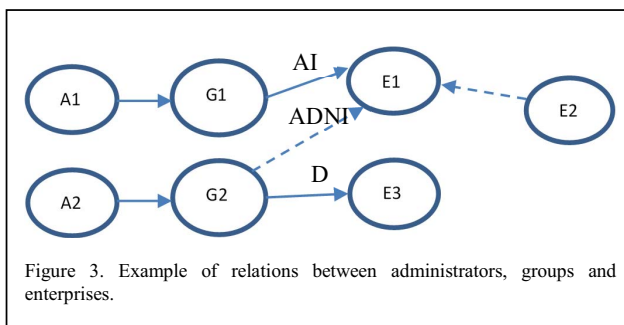 AI
A1
G1
E1
ADNI
E2
A2
G2
D
E3
Figure 3. Example of relations between administrators, groups and
enterprises.